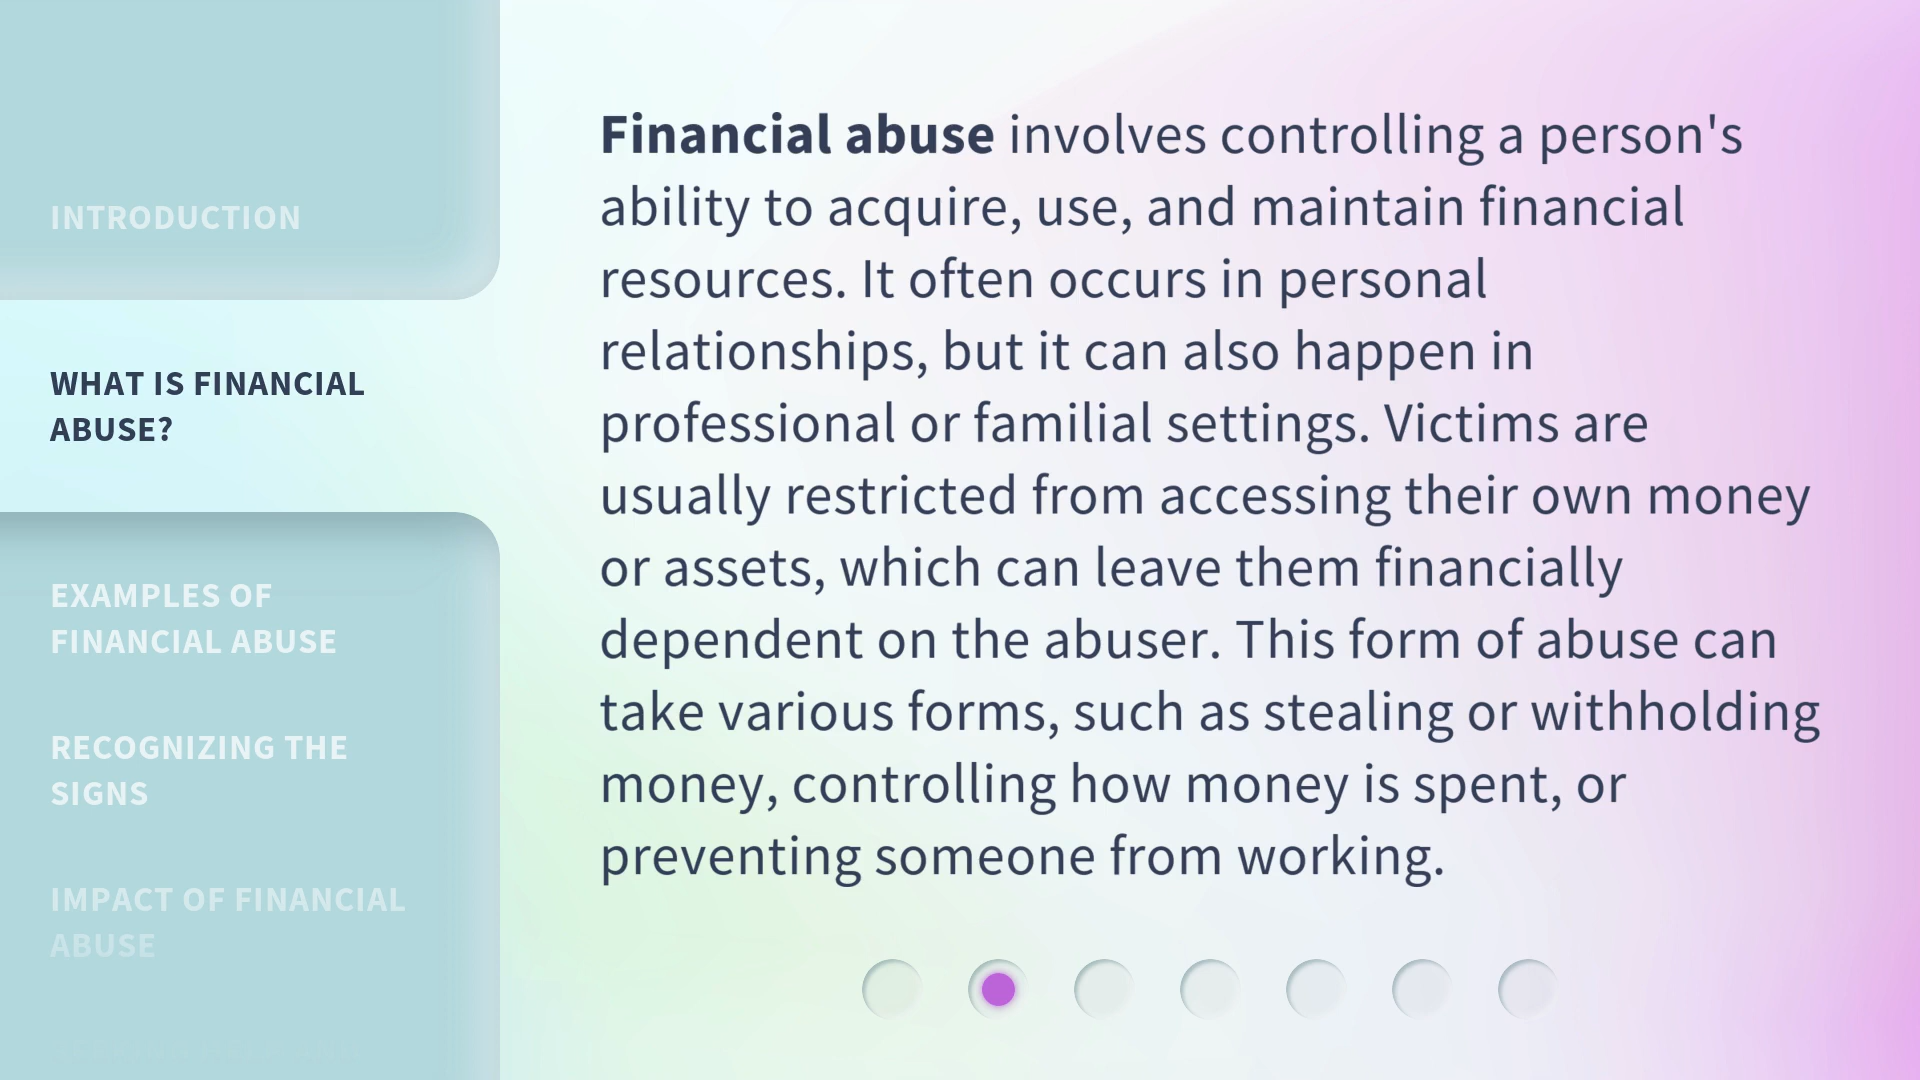 INTRODUCTION
WHAT IS FINANCIAL
ABUSE?
EXAMPLES OF
FINANCIAL ABUSE
RECOGNIZING THE
SIGNS
IMPACT OF FINANCIAL
ABUSE
Financial abuse involves controlling a person's
ability to acquire, use, and maintain financial
resources. It often occurs in personal
relationships, but it can also happen in
professional or familial settings. Victims are
usually restricted from accessing their own money
or assets, which can leave them financially
dependent on the abuser. This form of abuse can
take various forms, such as stealing or withholding
money, controlling how money is spent, or
preventing someone from working.